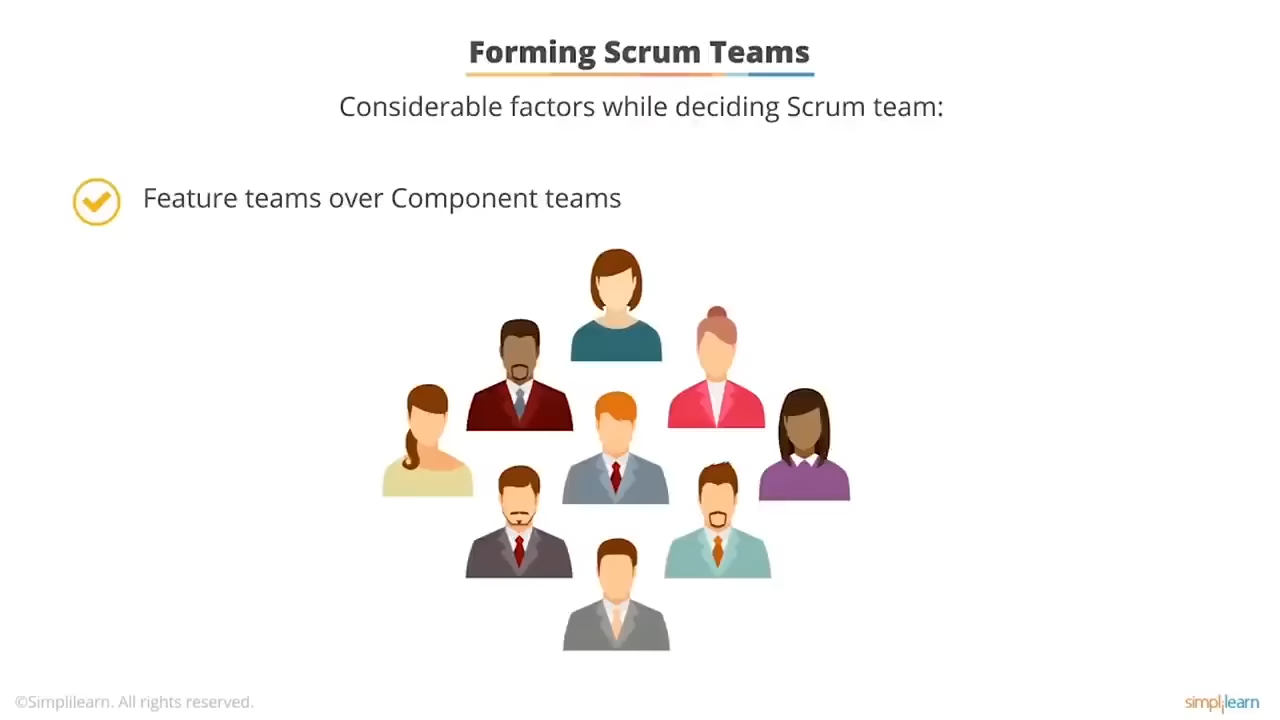 Forming Scrum Teams
Considerable factors while deciding Scrum team:
Feature teams over Component teams
©Simplilearn. All rights reserved.
simplilearn